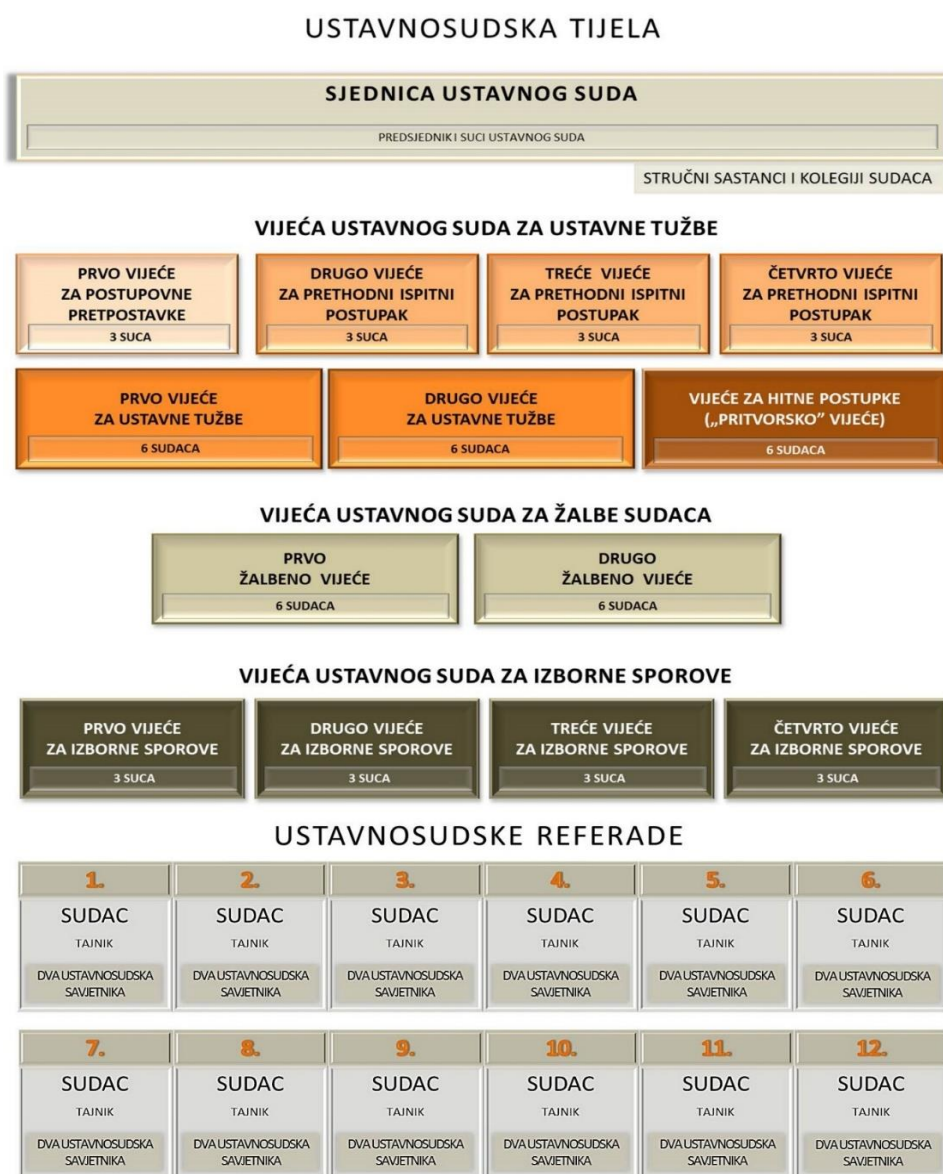 USTAVNOSUDSKA TIJELA
SJEDNICA USTAVNOG SUDA
PREDSJEDNIK I SUCI USTAVNOG SUDA
STRUČNI SASTANCI I KOLEGIJI SUDACA
VIJEĆA USTAVNOG SUDA ZA USTAVNE TUŽBE
PRVO VIJEĆE
ZA POSTUPOVNE
PRETPOSTAVKE
3 SUCA
DRUGO VIJEĆE
ZA PRETHODNI ISPITNI
POSTUPAK
3 SUCA
TREĆE VIJEĆE
ZA PRETHODNI ISPITNI
POSTUPAK
3 SUCA
ČETVRTO VIJEĆE
ZA PRETHODNI ISPITNI
POSTUPAK
3 SUCA
PRVO VIJEĆE
ZA USTAVNE TUŽBE
6 SUDACA
DRUGO VIJEĆE
ZA USTAVNE TUŽBE
6 SUDACA
VIJEĆE ZA HITNE POSTUPKE
(„PRITVORSKO” VIJEĆE)
6 SUDACA
VIJEĆA USTAVNOG SUDA ZA ŽALBE SUDACA
PRVO
ŽALBENO VIJEĆE
6 SUDACA
DRUGO
ŽALBENO VIJEĆE
6 SUDACA
VIJEĆA USTAVNOG SUDA ZA IZBORNE SPOROVE
PRVO VIJEĆE
ZA IZBORNE SPOROVE
3 SUCA
DRUGO VIJEĆE
ZA IZBORNE SPOROVE
3 SUCA
TREĆE VIJEĆE
ZA IZBORNE SPOROVE
3 SUCA
ČETVRTO VIJEĆE
ZA IZBORNE SPOROVE
3 SUCA
USTAVNOSUDSKE REFERADE
1.
SUDAC
TAJNIK
DVA USTAVNOSUDSKA
SAVJETNIKA
2.
SUDAC
TAJNIK
DVA USTAVNOSUDSKA
SAVJETNIKA
3.
SUDAC
TAJNIK
DVA USTAVNOSUDSKA
SAVJETNIKA
4.
SUDAC
TAJNIK
DVA USTAVNOSUDSKA
SAVJETNIKA
5.
SUDAC
TAJNIK
DVA USTAVNOSUDSKA
SAVJETNIKA
6.
SUDAC
TAJNIK
DVA USTAVNOSUDSKA
SAVJETNIKA
7.
SUDAC
TAJNIK
DVA USTAVNOSUDSKA
SAVJETNIKA
8.
SUDAC
TAJNIK
DVA USTAVNOSUDSKA
SAVJETNIKA
9.
SUDAC
TAJNIK
DVA USTAVNOSUDSKA
SAVJETNIKA
10.
SUDAC
TAJNIK
DVA USTAVNOSUDSKA
SAVJETNIKA
11.
SUDAC
TAJNIK
DVA USTAVNOSUDSKA
SAVJETNIKA
12.
SUDAC
TAJNIK
DVA USTAVNOSUDSKA
SAVJETNIKA